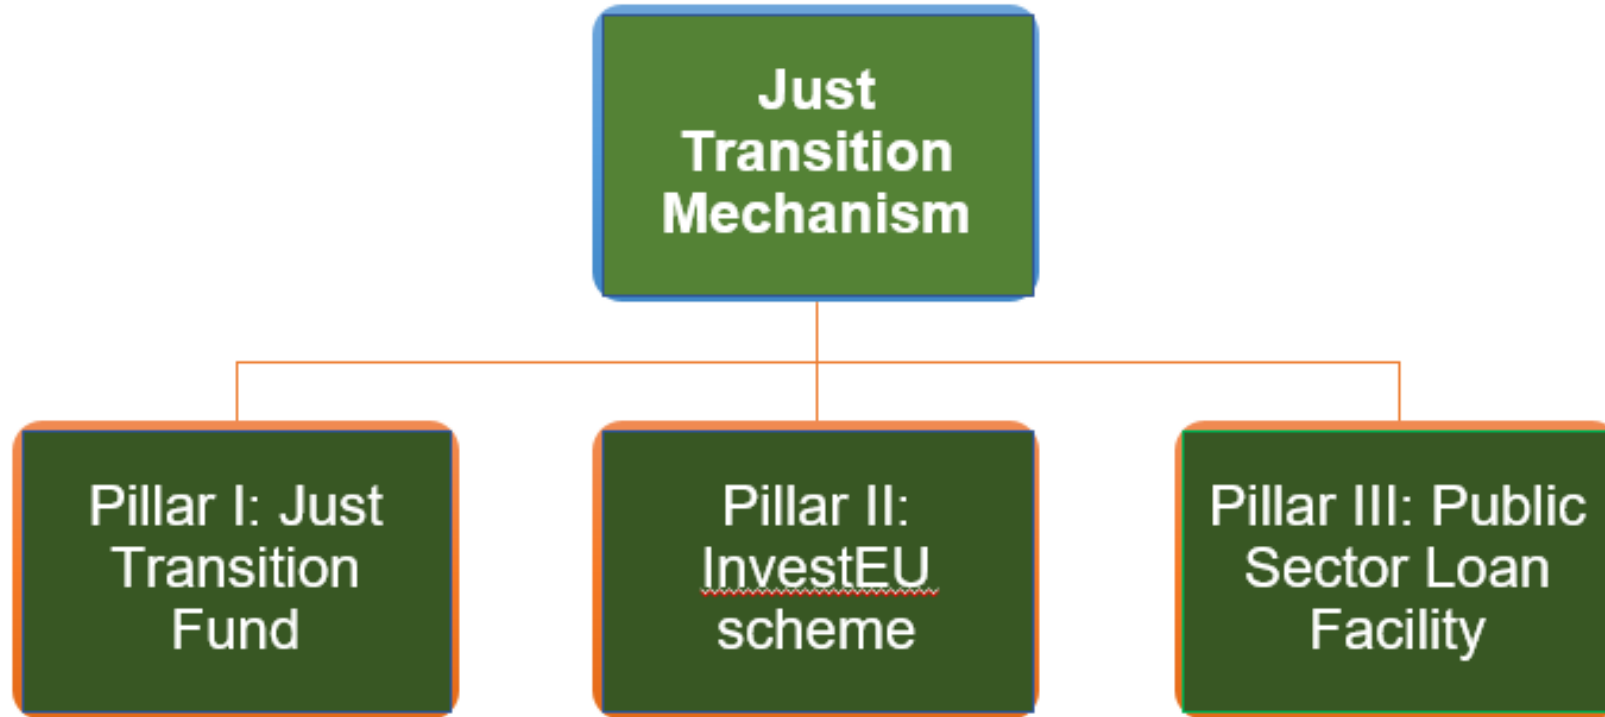 Just
Transition
Mechanism
Pillar I: Just
Transition
Fund
Pillar II:
InvestEU
scheme
Pillar III: Public
Sector Loan
Facility